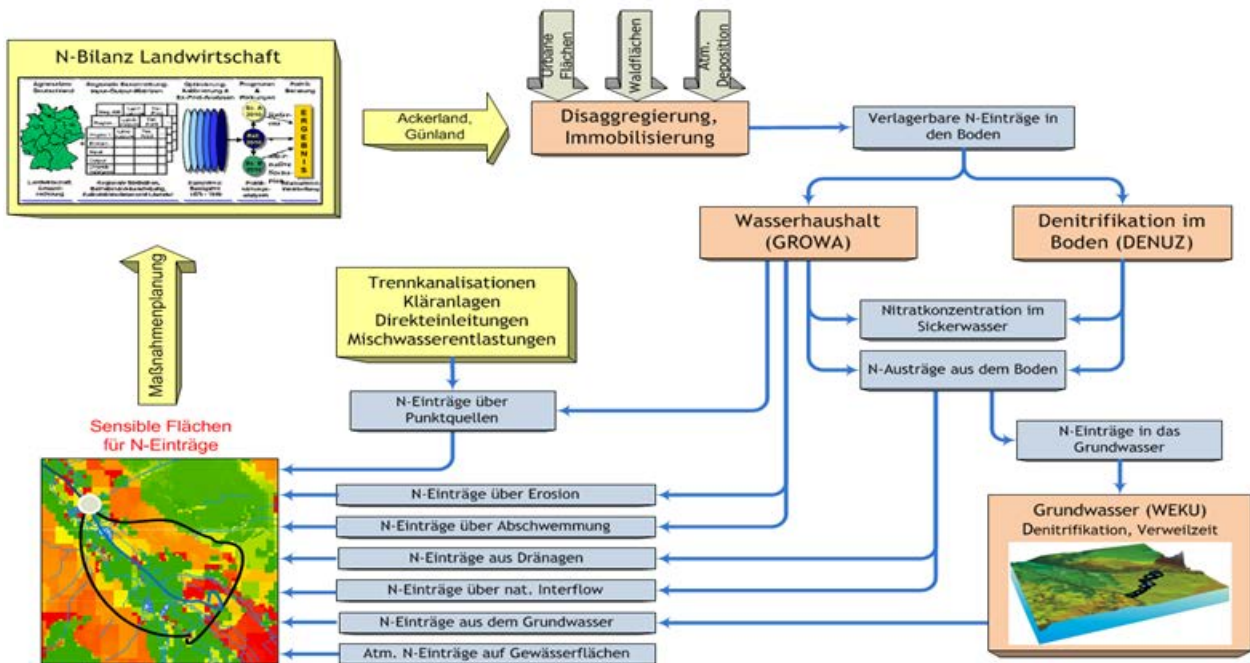 N-Bilanz Landwirtschaft
Agrarsektor
Deutschland
ERGEBNIS
Ackerland,
Günland
Urbane
Flächen
Waldflächen
Atm.
Deposition
Disaggregierung,
Immobilisierung
Verlagerbare N-Einträge in
den Boden
Wasserhaushalt
(GROWA)
Denitrifikation im
Boden (DENUZ)
Maßnahmenplanung
Trennkanalisationen
Kläranlagen
Direkteinleitungen
Mischwasserentlastungen
Nitratkonzentration im
Sickerwasser
N-Austräge aus dem Boden
N-Einträge über
Punktquellen
N-Einträge in das
Grundwasser
Sensible Flächen
für N-Einträge
N-Einträge über Erosion
N-Einträge über Abschwemmung
N-Einträge aus Dränagen
N-Einträge über nat. Interflow
N-Einträge aus dem Grundwasser
Atm. N-Einträge auf Gewässerflächen
Grundwasser (WEKU)
Denitrifikation, Verweilzeit